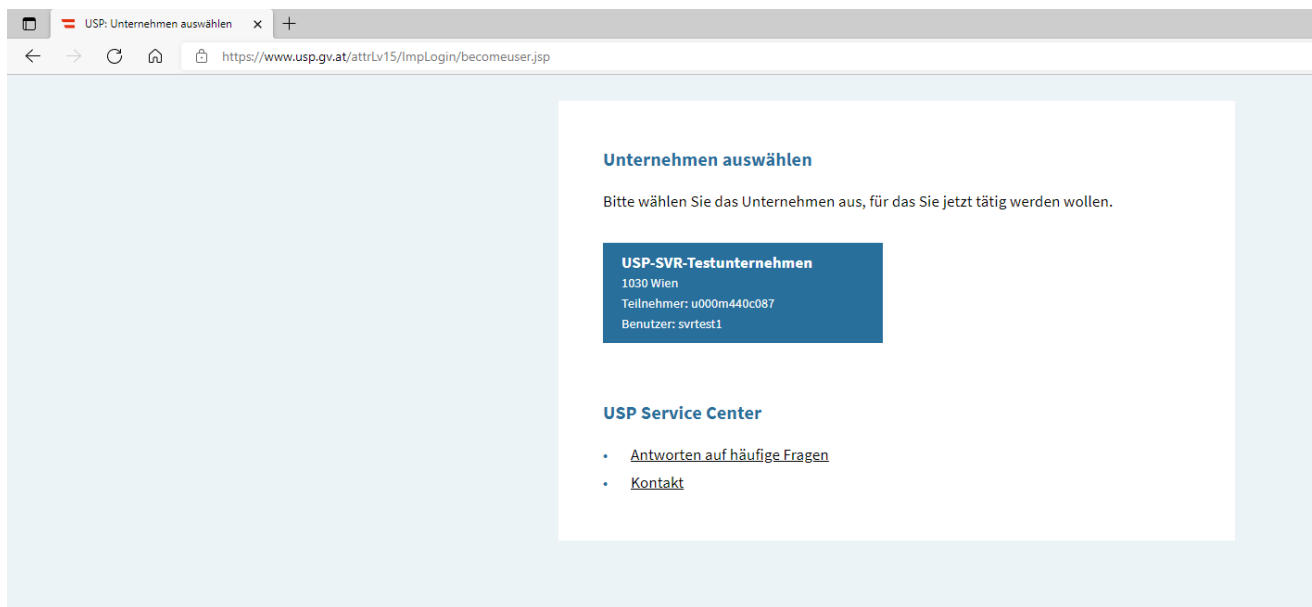 USP: Unternehmen auswählen
https://www.usp.gv.at/attrLv15/ImpLogin/becomeuser.jsp
Unternehmen auswählen
Bitte wählen Sie das Unternehmen aus, für das Sie jetzt tätig werden wollen.
USP-SVR-Testunternehmen
1030 Wien
Teilnehmer: u000m440c087
Benutzer: svrtest1
USP Service Center
• Antworten auf häufige Fragen
• Kontakt